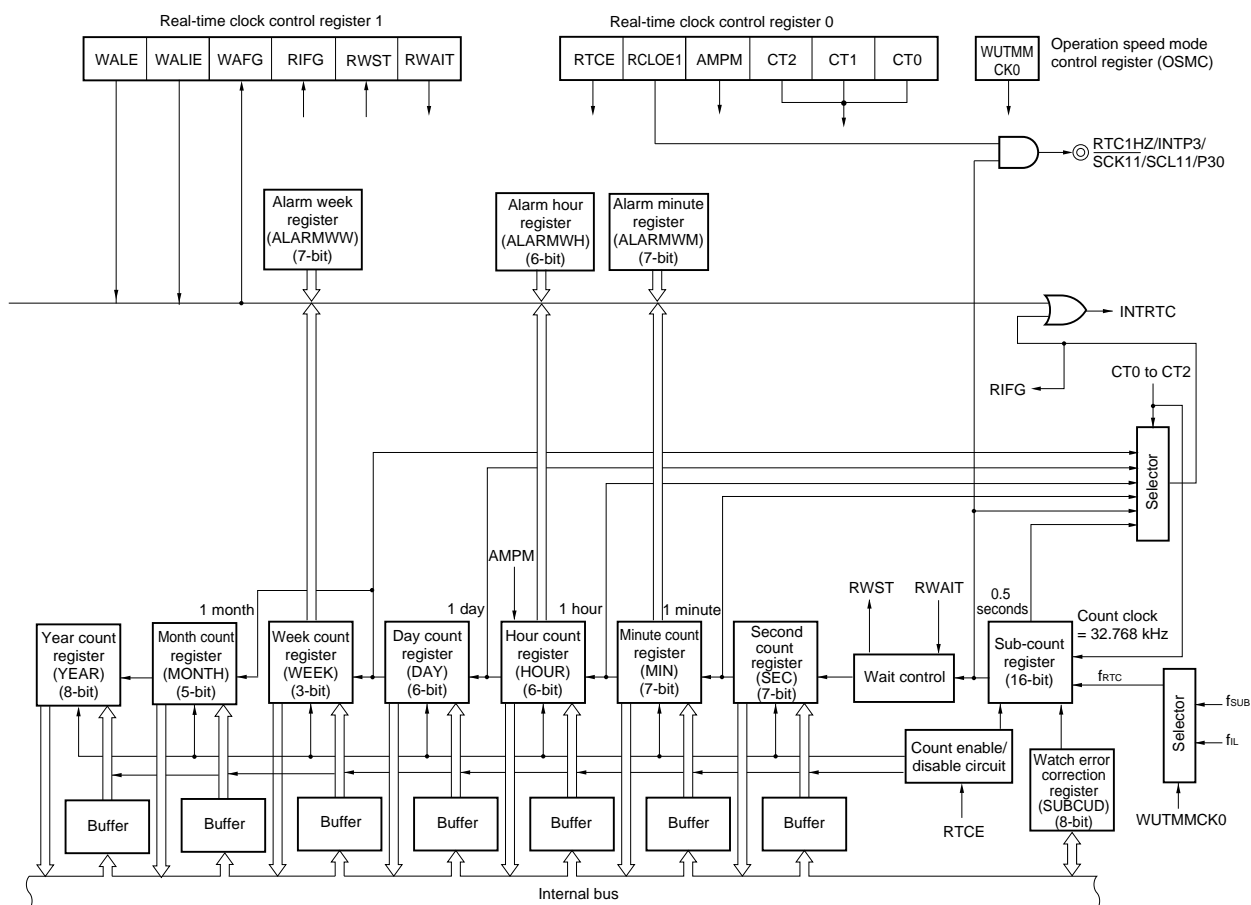 Real-time clock control register 1
WALE WALIE WAFG RIFG RWST RWAIT
Real-time clock control register 0
RTCE RCLOE1 AMPM CT2 CT1 CT0
WUTMM
CK0
Operation speed mode
control register (OSMC)
RTC1HZ/INTP3/
SCK11/SCL11/P30
Alarm week
register
(ALARMWW)
(7-bit)
Alarm hour
register
(ALARMWH)
(6-bit)
Alarm minute
register
(ALARMWM)
(7-bit)
INTRTC
RIFG
CT0 to CT2
Selector
AMPM
RWST
RWAIT
1 month
1 day
1 hour
1 minute
0.5
seconds
Count clock
= 32.768 kHz
Year count
register
(YEAR)
(8-bit)
Month count
register
(MONTH)
(5-bit)
Week count
register
(WEEK)
(3-bit)
Day count
register
(DAY)
(6-bit)
Hour count
register
(HOUR)
(6-bit)
Minute count
register
(MIN)
(7-bit)
Second
count
register
(SEC)
(7-bit)
Wait control
Sub-count
register
(16-bit)
fRTC
Selector
fSUB
fIL
WUTMMCK0
Count enable/
disable circuit
RTCE
Watch error
correction
register
(SUBCUD)
(8-bit)
Buffer
Buffer
Buffer
Buffer
Buffer
Buffer
Buffer
Internal bus